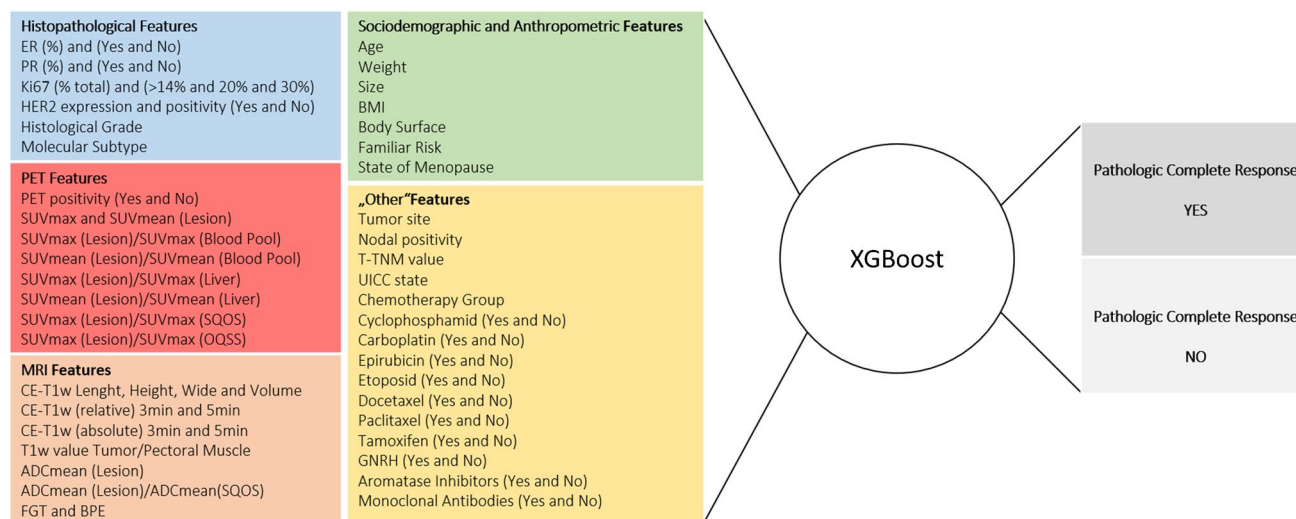 Histopathological Features
ER (%) and (Yes and No)
PR (%) and (Yes and No)
Ki67 (% total) and (>14% and 20% and 30%)
HER2 expression and positivity (Yes and No)
Histological Grade
Molecular Subtype
PET Features
PET positivity (Yes and No)
SUVmax and SUVmean (Lesion)
SUVmax (Lesion)/SUVmax (Blood Pool)
SUVmean (Lesion)/SUVmean (Blood Pool)
SUVmax (Lesion)/SUVmax (Liver)
SUVmean (Lesion)/SUVmean (Liver)
SUVmax (Lesion)/SUVmax (SQOS)
SUVmax (Lesion)/SUVmax (OQSS)
MRI Features
CE-T1w Lenght, Height, Wide and Volume
CE-T1w (relative) 3min and 5min
CE-T1w (absolute) 3min and 5min
T1w value Tumor/Pectoral Muscle
ADCmean (Lesion)
ADCmean (Lesion)/ADCmean(SQOS)
FGT and BPE
Sociodemographic and Anthropometric Features
Age
Weight
Size
BMI
Body Surface
Familiar Risk
State of Menopause
„Other“Features
Tumor site
Nodal positivity
T-TNM value
UICC state
Chemotherapy Group
Cyclophosphamid (Yes and No)
Carboplatin (Yes and No)
Epirubicin (Yes and No)
Etoposid (Yes and No)
Docetaxel (Yes and No)
Paclitaxel (Yes and No)
Tamoxifen (Yes and No)
GNRH (Yes and No)
Aromatase Inhibitors (Yes and No)
Monoclonal Antibodies (Yes and No)
XGBoost
Pathologic Complete Response
YES
Pathologic Complete Response
NO